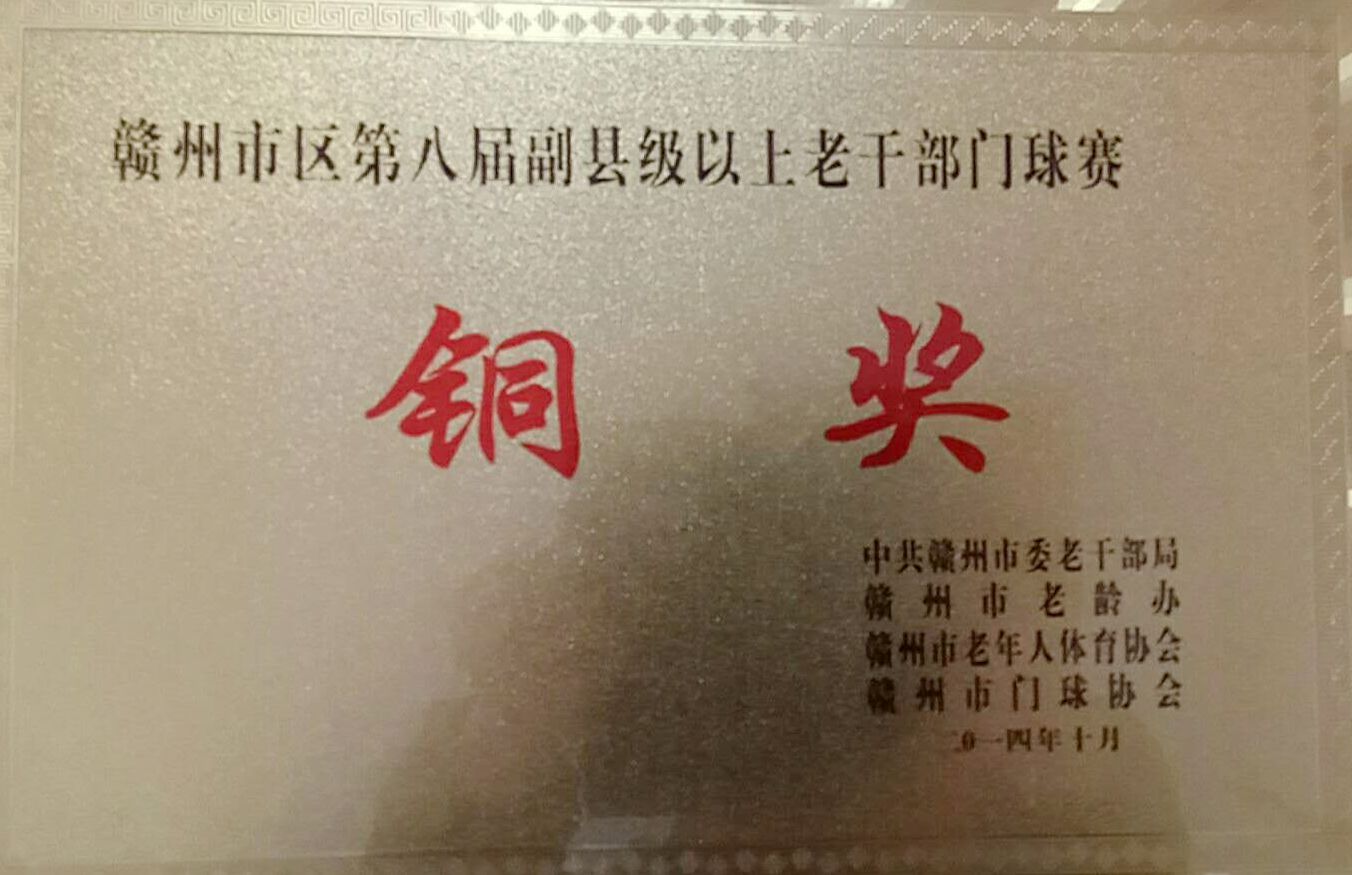 赣州市区第八届副县级以上老干部门球赛
铜奖
中共赣州市委老干部局
赣州市老龄办
赣州市老年人体育协会
赣州市门球协会
二0一四年十月